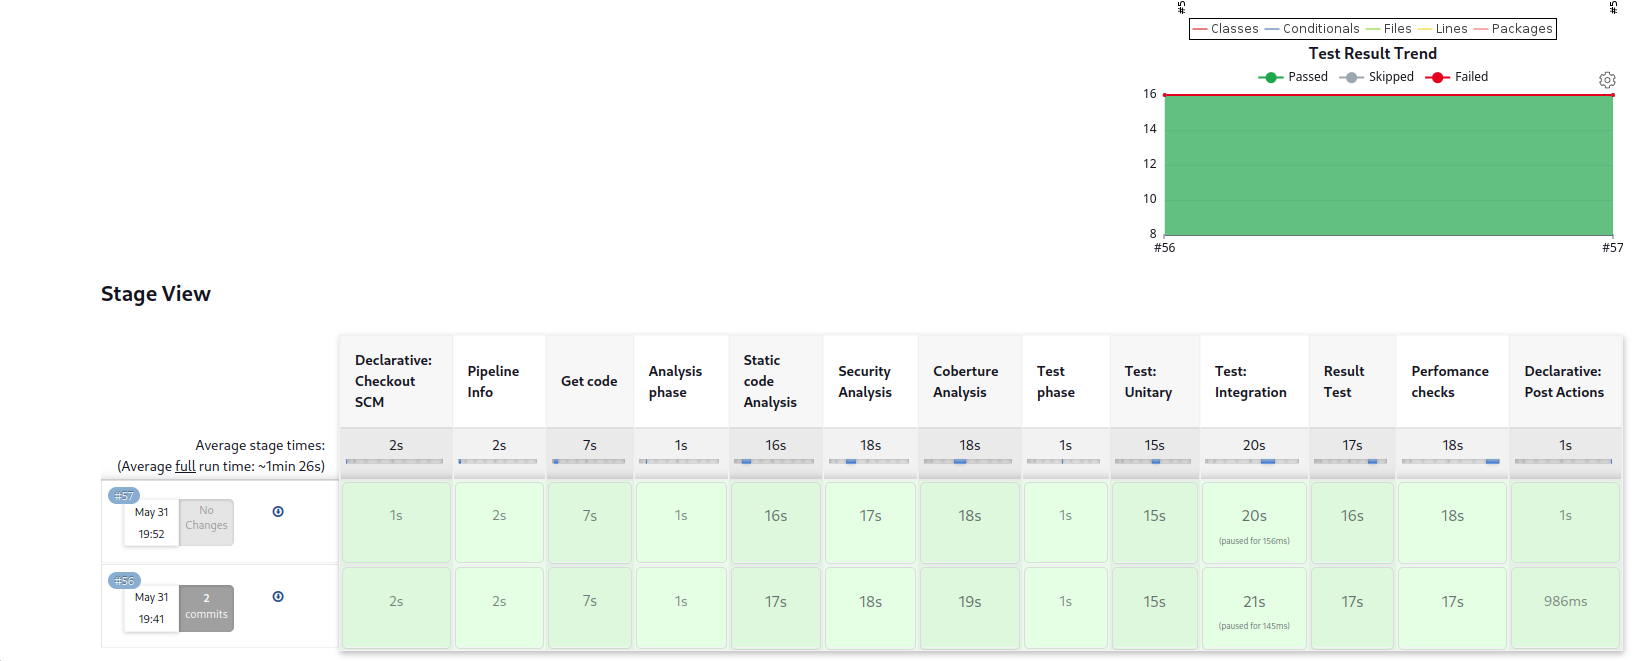 #5
#5
Classes Conditionals Files Lines Packages
Test Result Trend
Passed Skipped Failed
16
14
12
10
8
#56 #57
Stage View
Declarative: Checkout SCM
Pipeline Info
Get code
Analysis phase
Static code Analysis
Security Analysis
Coberture Analysis
Test phase
Test: Unitary
Test: Integration
Result Test
Perfomance checks
Declarative: Post Actions
Average stage times:
(Average full run time: ~1min 26s)
2s 2s 7s 1s 16s 18s 18s 1s 15s 20s 17s 18s 1s
#57
May 31
19:52
No Changes
1s 2s 7s 1s 16s 17s 18s 1s 15s 20s 16s 18s 1s
(paused for 156ms)
#56
May 31
19:41
2 commits
2s 2s 7s 1s 17s 18s 19s 1s 15s 21s 17s 17s 986ms
(paused for 145ms)